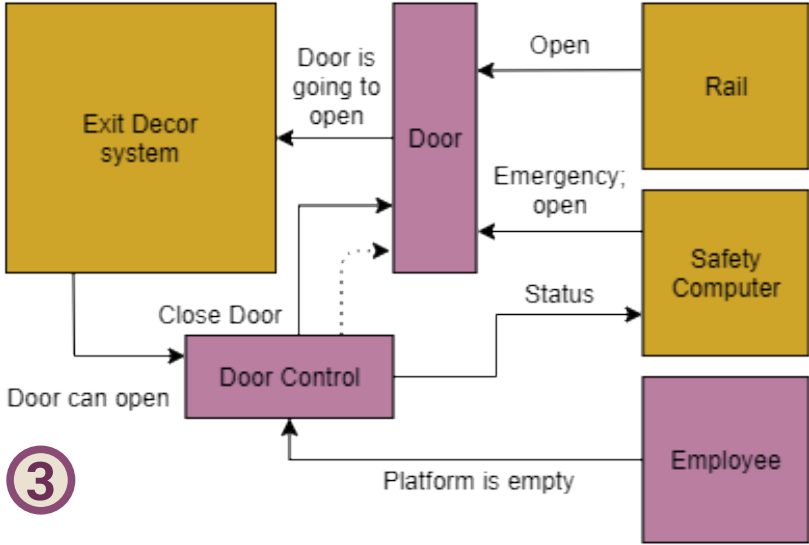 Exit Decor
system
Door is
going to
open
Door
Open
Rail
Emergency;
open
Safety
Computer
Status
Close Door
Door Control
Door can open
Platform is empty
Employee
3